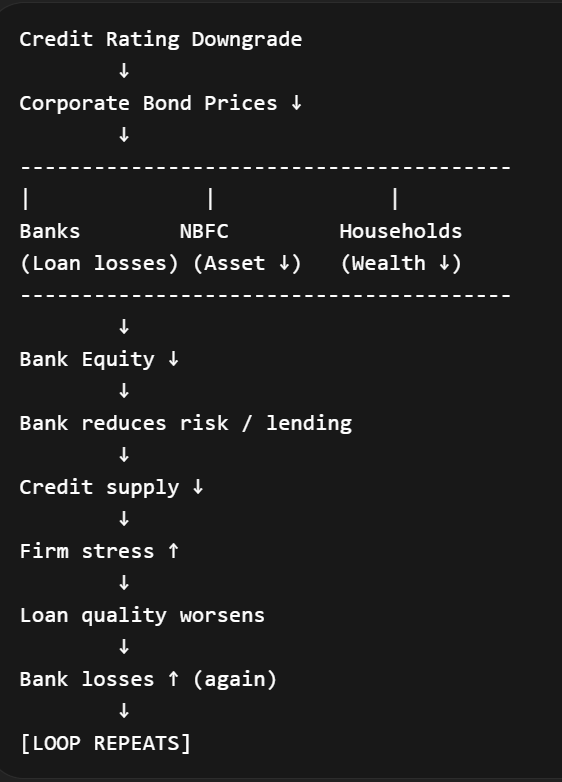 Credit Rating Downgrade
↓
Corporate Bond Prices ↓
↓
----------------------------------------
| | |
Banks NBFC Households
(Loan losses) (Asset ↓) (Wealth ↓)
----------------------------------------
↓
Bank Equity ↓
↓
Bank reduces risk / lending
↓
Credit supply ↓
↓
Firm stress ↑
↓
Loan quality worsens
↓
Bank losses ↑ (again)
↓
[LOOP REPEATS]